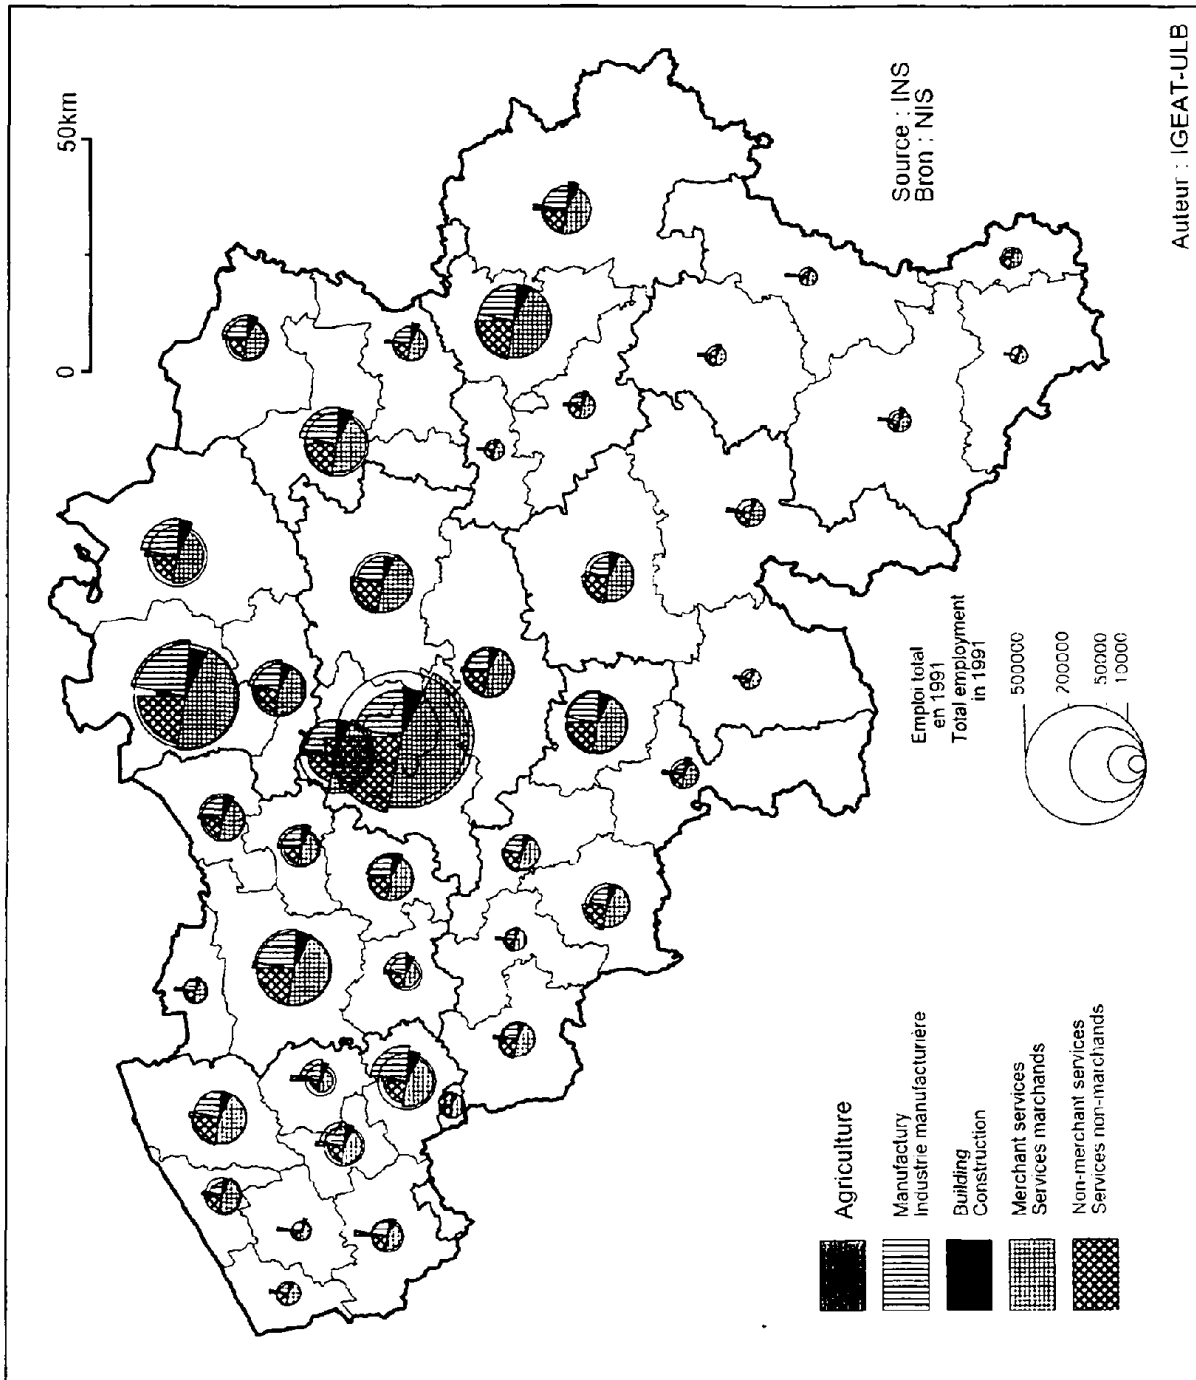 0
50km
Source : INS
Bron : NIS
Auteur : IGEAT-ULB
Emploi total
en 1991
Total employment
in 1991
500000
200000
50000
10000
Agriculture
Manufactury
Industrie manufacturière
Building
Construction
Merchant services
Services marchands
Non-merchant services
Services non-marchands